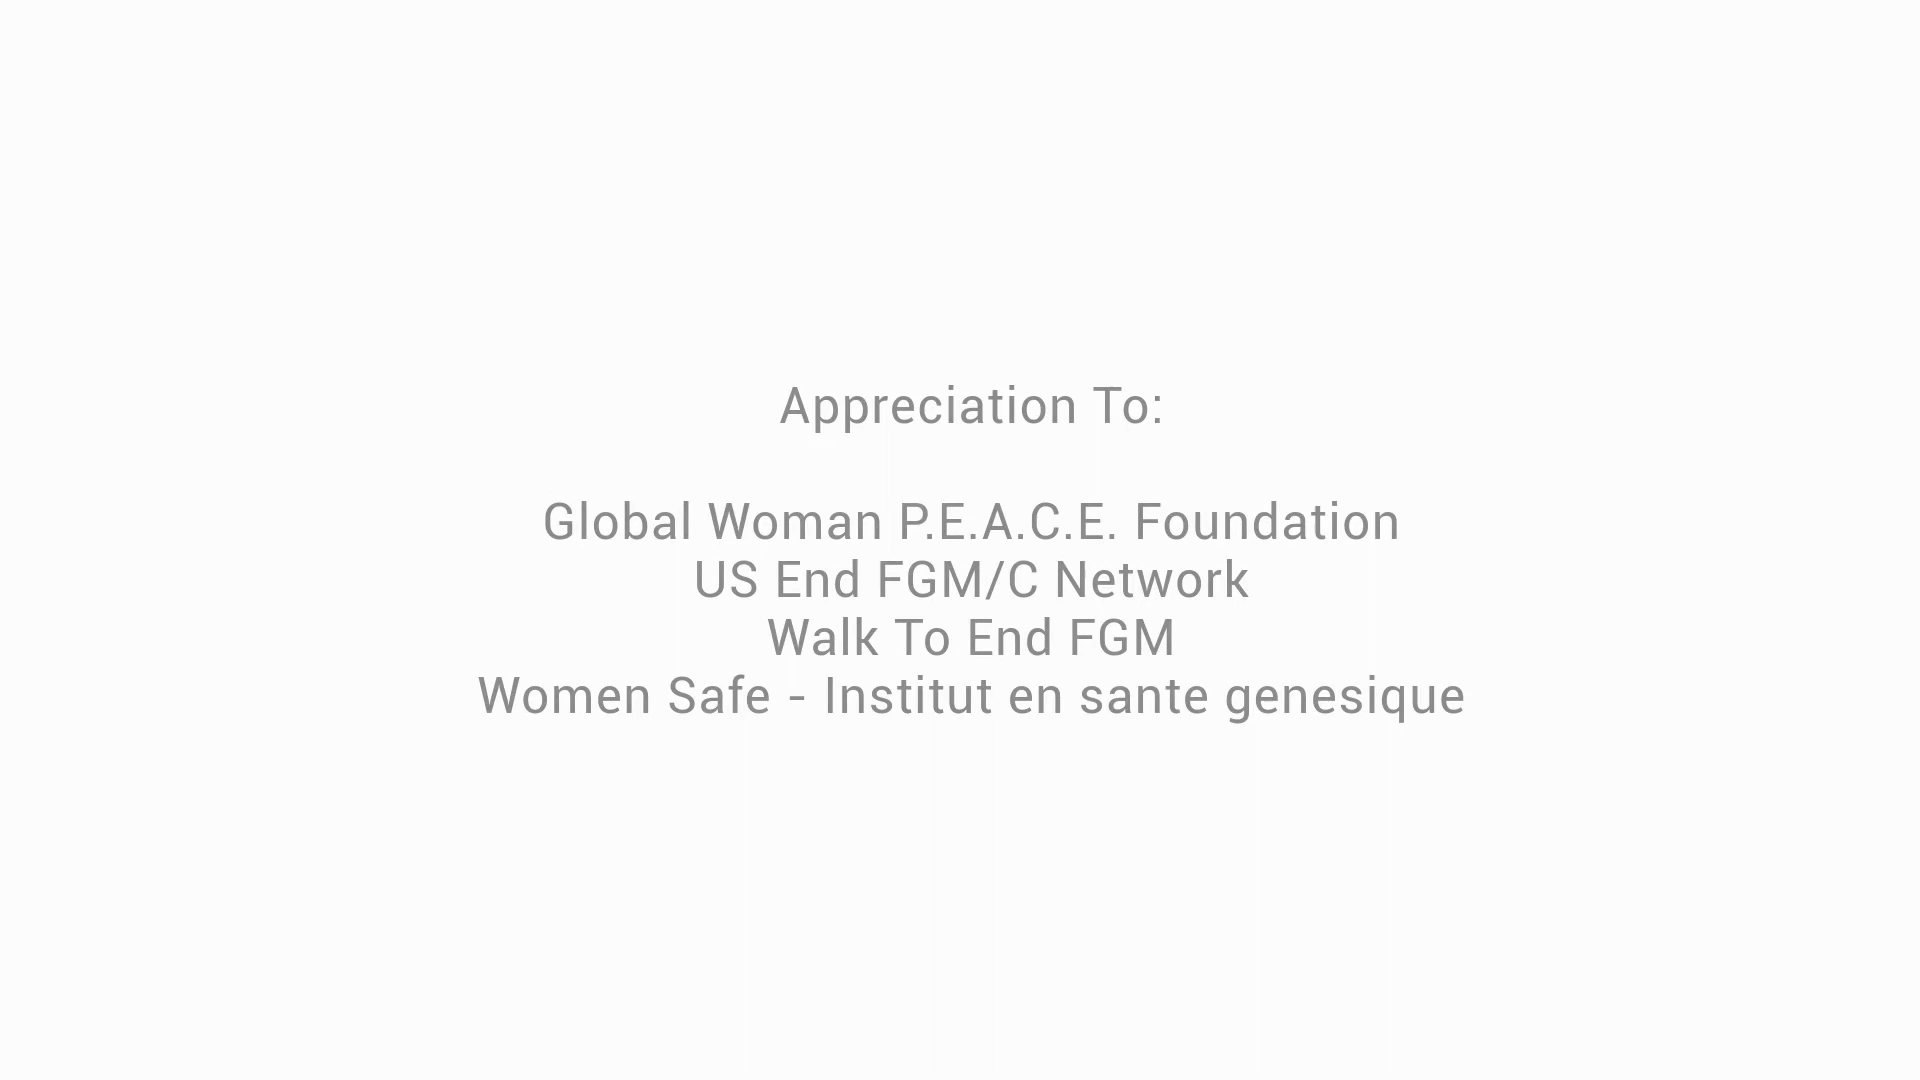 Appreciation To:
Global Woman P.E.A.C.E. Foundation
US End FGM/C Network
Walk To End FGM
Women Safe - Institut en sante genesique